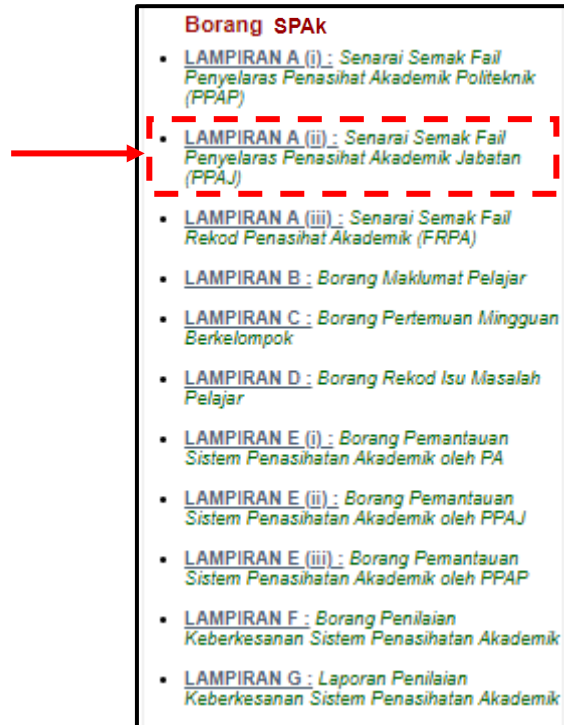 Borang SPAk
• LAMPIRAN A (i) : Senarai Semak Fail
Penyelaras Penasihat Akademik Politeknik
(PPAP)
• LAMPIRAN A (ii) : Senarai Semak Fail
Penyelaras Penasihat Akademik Jabatan
(PPAJ)
• LAMPIRAN A (iii) : Senarai Semak Fail
Rekod Penasihat Akademik (FRPA)
• LAMPIRAN B : Borang Maklumat Pelajar
• LAMPIRAN C : Borang Pertemuan Mingguan
Berkelompok
• LAMPIRAN D : Borang Rekod Isu Masalah
Pelajar
• LAMPIRAN E (i) : Borang Pemantauan
Sistem Penasihatan Akademik oleh PA
• LAMPIRAN E (ii) : Borang Pemantauan
Sistem Penasihatan Akademik oleh PPAJ
• LAMPIRAN E (iii) : Borang Pemantauan
Sistem Penasihatan Akademik oleh PPAP
• LAMPIRAN F : Borang Penilaian
Keberkesanan Sistem Penasihatan Akademik
• LAMPIRAN G : Laporan Penilaian
Keberkesanan Sistem Penasihatan Akademik